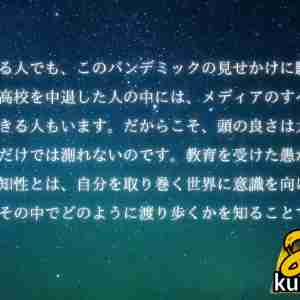 る人でも、このパンデミックの見せかけに
高校を中退した人の中には、メディアのすべ
きる人もいます。だからこそ、頭の良さは
だけでは測れないのです。教育を受けた愚か
知性とは、自分を取り巻く世界に意識を向け
その中でどのように渡り歩くかを知ること
ku